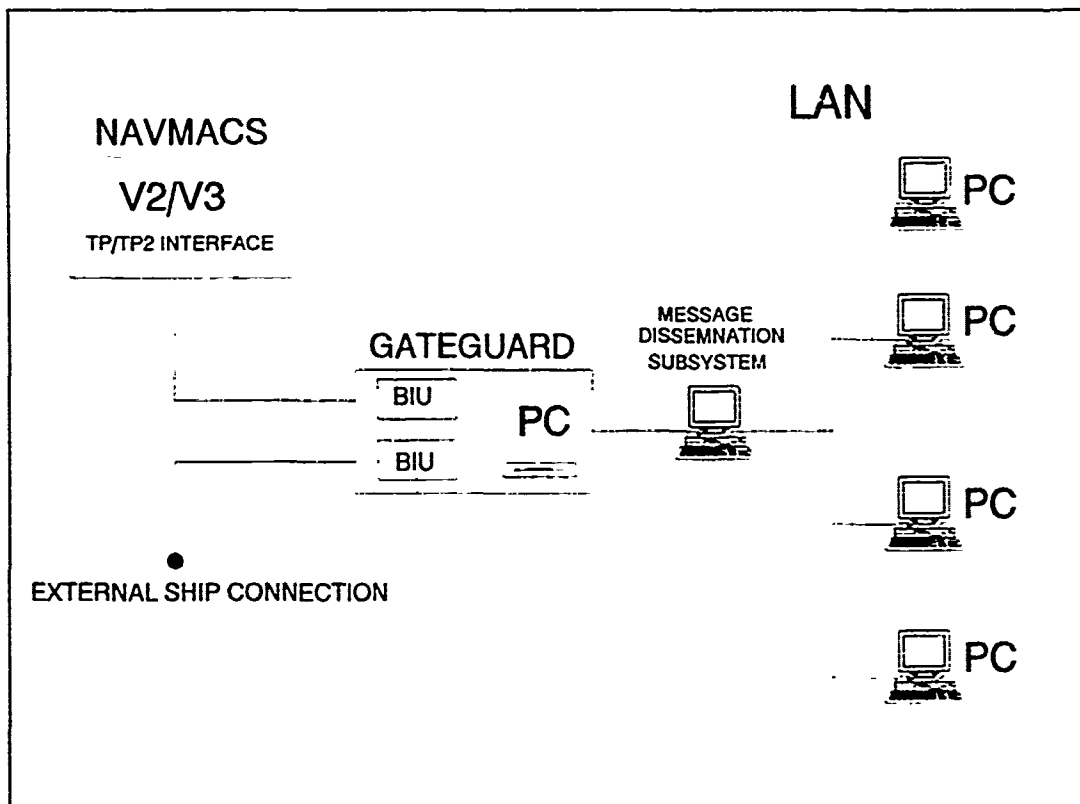 LAN
NAVMACS
V2/V3
TP/TP2 INTERFACE
GATEGUARD
BIU
BIU
PC
MESSAGE
DISSEMNATION
SUBSYSTEM
PC
PC
PC
PC
EXTERNAL SHIP CONNECTION